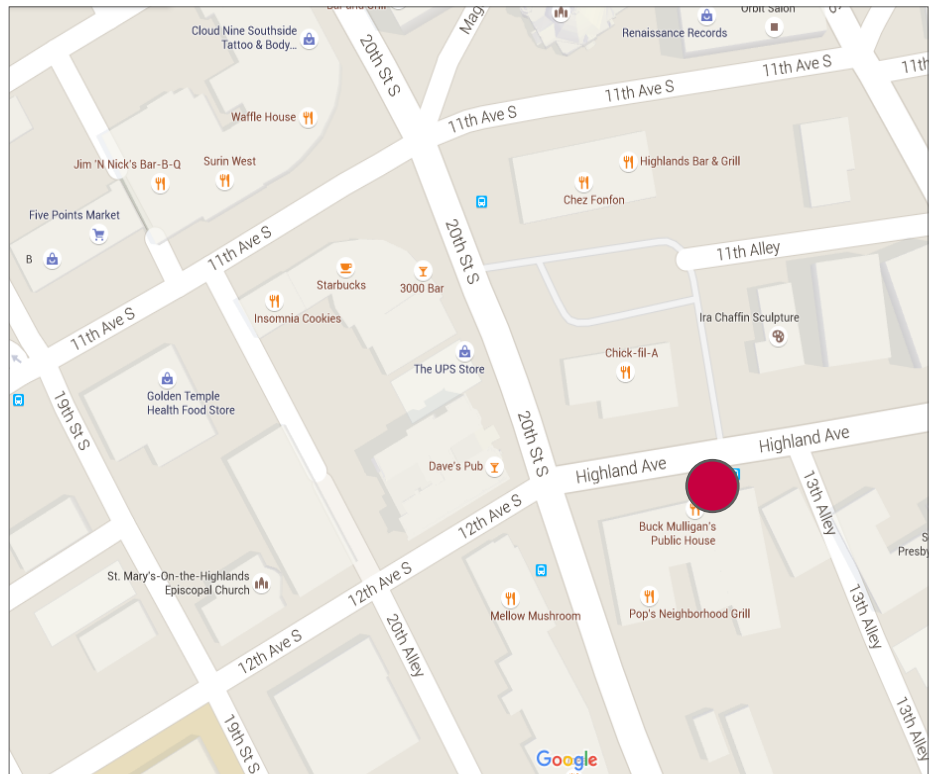 Bar and Grill
Cloud Nine Southside
Tattoo & Body...
20th St S
Mag
Renaissance Records
Orbit Salon
11th Ave S
11th Ave S
11th Ave S
11th
Waffle House
Jim 'N Nick's Bar-B-Q
Surin West
Highlands Bar & Grill
Chez Fonfon
Five Points Market
B
11th Ave S
20th St S
11th Alley
Starbucks
3000 Bar
Insomnia Cookies
11th Ave S
Ira Chaffin Sculpture
The UPS Store
Chick-fil-A
Golden Temple
Health Food Store
19th St S
20th St S
Highland Ave
Highland Ave
Dave's Pub
12th Ave S
13th Alley
Buck Mulligan's
Public House
St. Mary's-On-the-Highlands
Episcopal Church
12th Ave S
Presby
Mellow Mushroom
Pop's Neighborhood Grill
13th Alley
12th Ave S
20th Alley
19th St S
13th Alley
Google